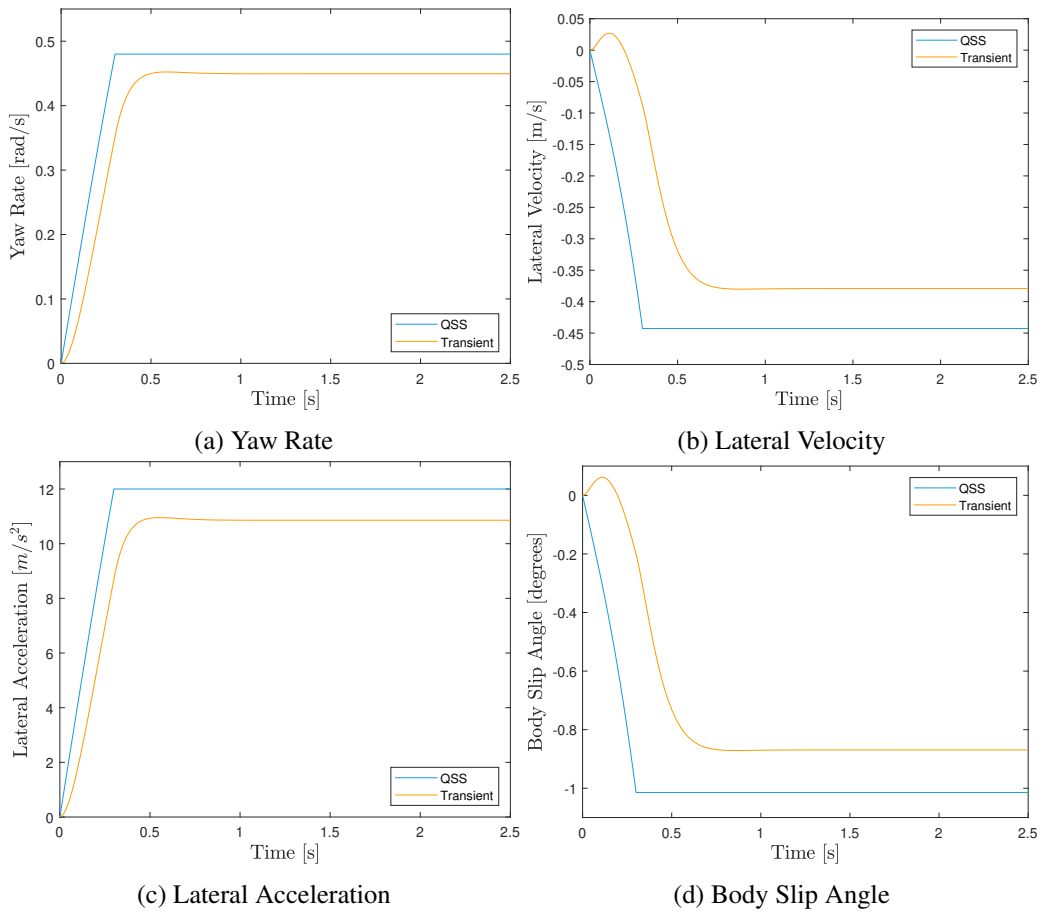 0.5
0.4
0.3
0.2
0.1
0
0 0.5 1 1.5 2 2.5
Yaw Rate [rad/s]
Time [s]
QSS
Transient
(a) Yaw Rate
0.05
0
-0.05
-0.1
-0.15
-0.2
-0.25
-0.3
-0.35
-0.4
-0.45
-0.5
0 0.5 1 1.5 2 2.5
Lateral Velocity [m/s]
Time [s]
QSS
Transient
(b) Lateral Velocity
12
10
8
6
4
2
0
0 0.5 1 1.5 2 2.5
Lateral Acceleration [m/s²]
Time [s]
QSS
Transient
(c) Lateral Acceleration
0
-0.2
-0.4
-0.6
-0.8
-1
0 0.5 1 1.5 2 2.5
Body Slip Angle [degrees]
Time [s]
QSS
Transient
(d) Body Slip Angle